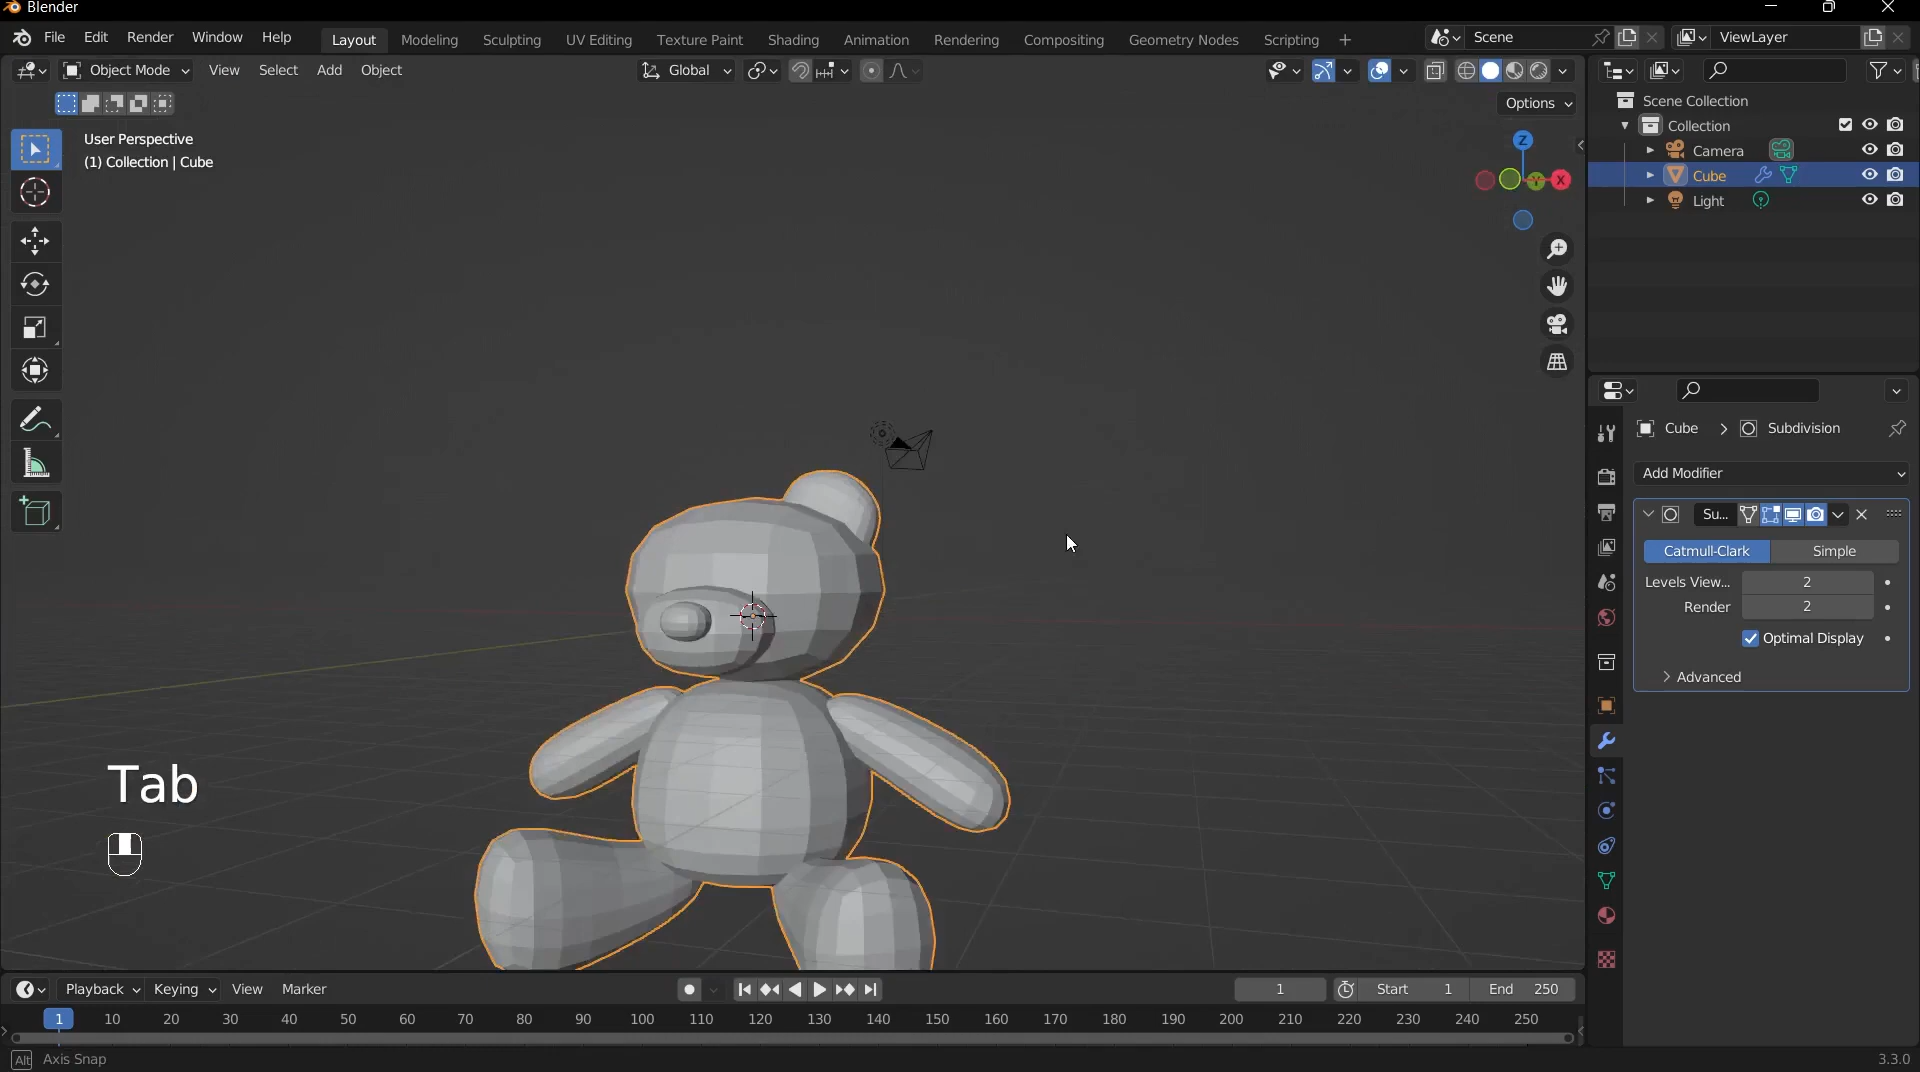 Blender
File Edit Render Window Help Layout Modeling Sculpting UV Editing Texture Paint Shading Animation Rendering Compositing Geometry Nodes Scripting + Scene ViewLayer
Object Mode View Select Add Object Global
Options
User Perspective
(1) Collection | Cube
Z
Y
X
Scene Collection
Collection
Camera
Cube
Light
Cube > Subdivision
Add Modifier
Su...
Catmull-Clark Simple
Levels View... 2
Render 2
Optimal Display
Advanced
Tab
Playback Keying View Marker 1 Start 1 End 250
1 10 20 30 40 50 60 70 80 90 100 110 120 130 140 150 160 170 180 190 200 210 220 230 240 250
Alt Axis Snap 3.3.0